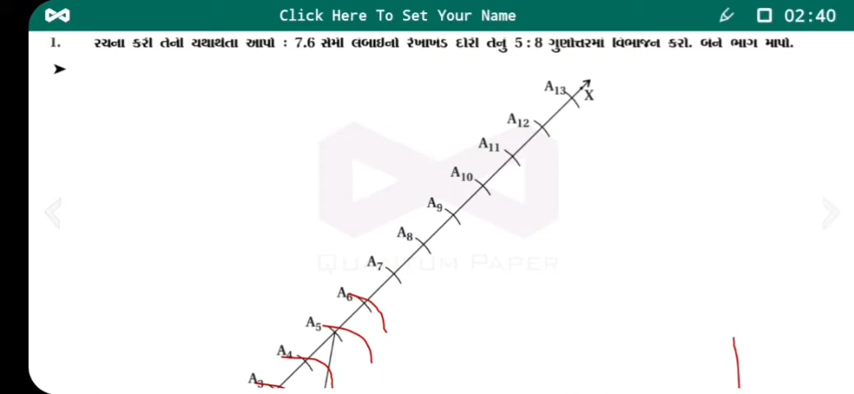 Click Here To Set Your Name
02:40
1. રચના કરી તેની યથાર્થતા આપો : 7.6 સેમી લંબાઈનો રેખાખંડ દોરી તેનું 5 : 8 ગુણોત્તરમાં વિભાજન કરો. બંને ભાગ માપો.
A13
X
A12
A11
A10
A9
A8
A7
A6
A5
A4
A3
QUANTUM PAPER